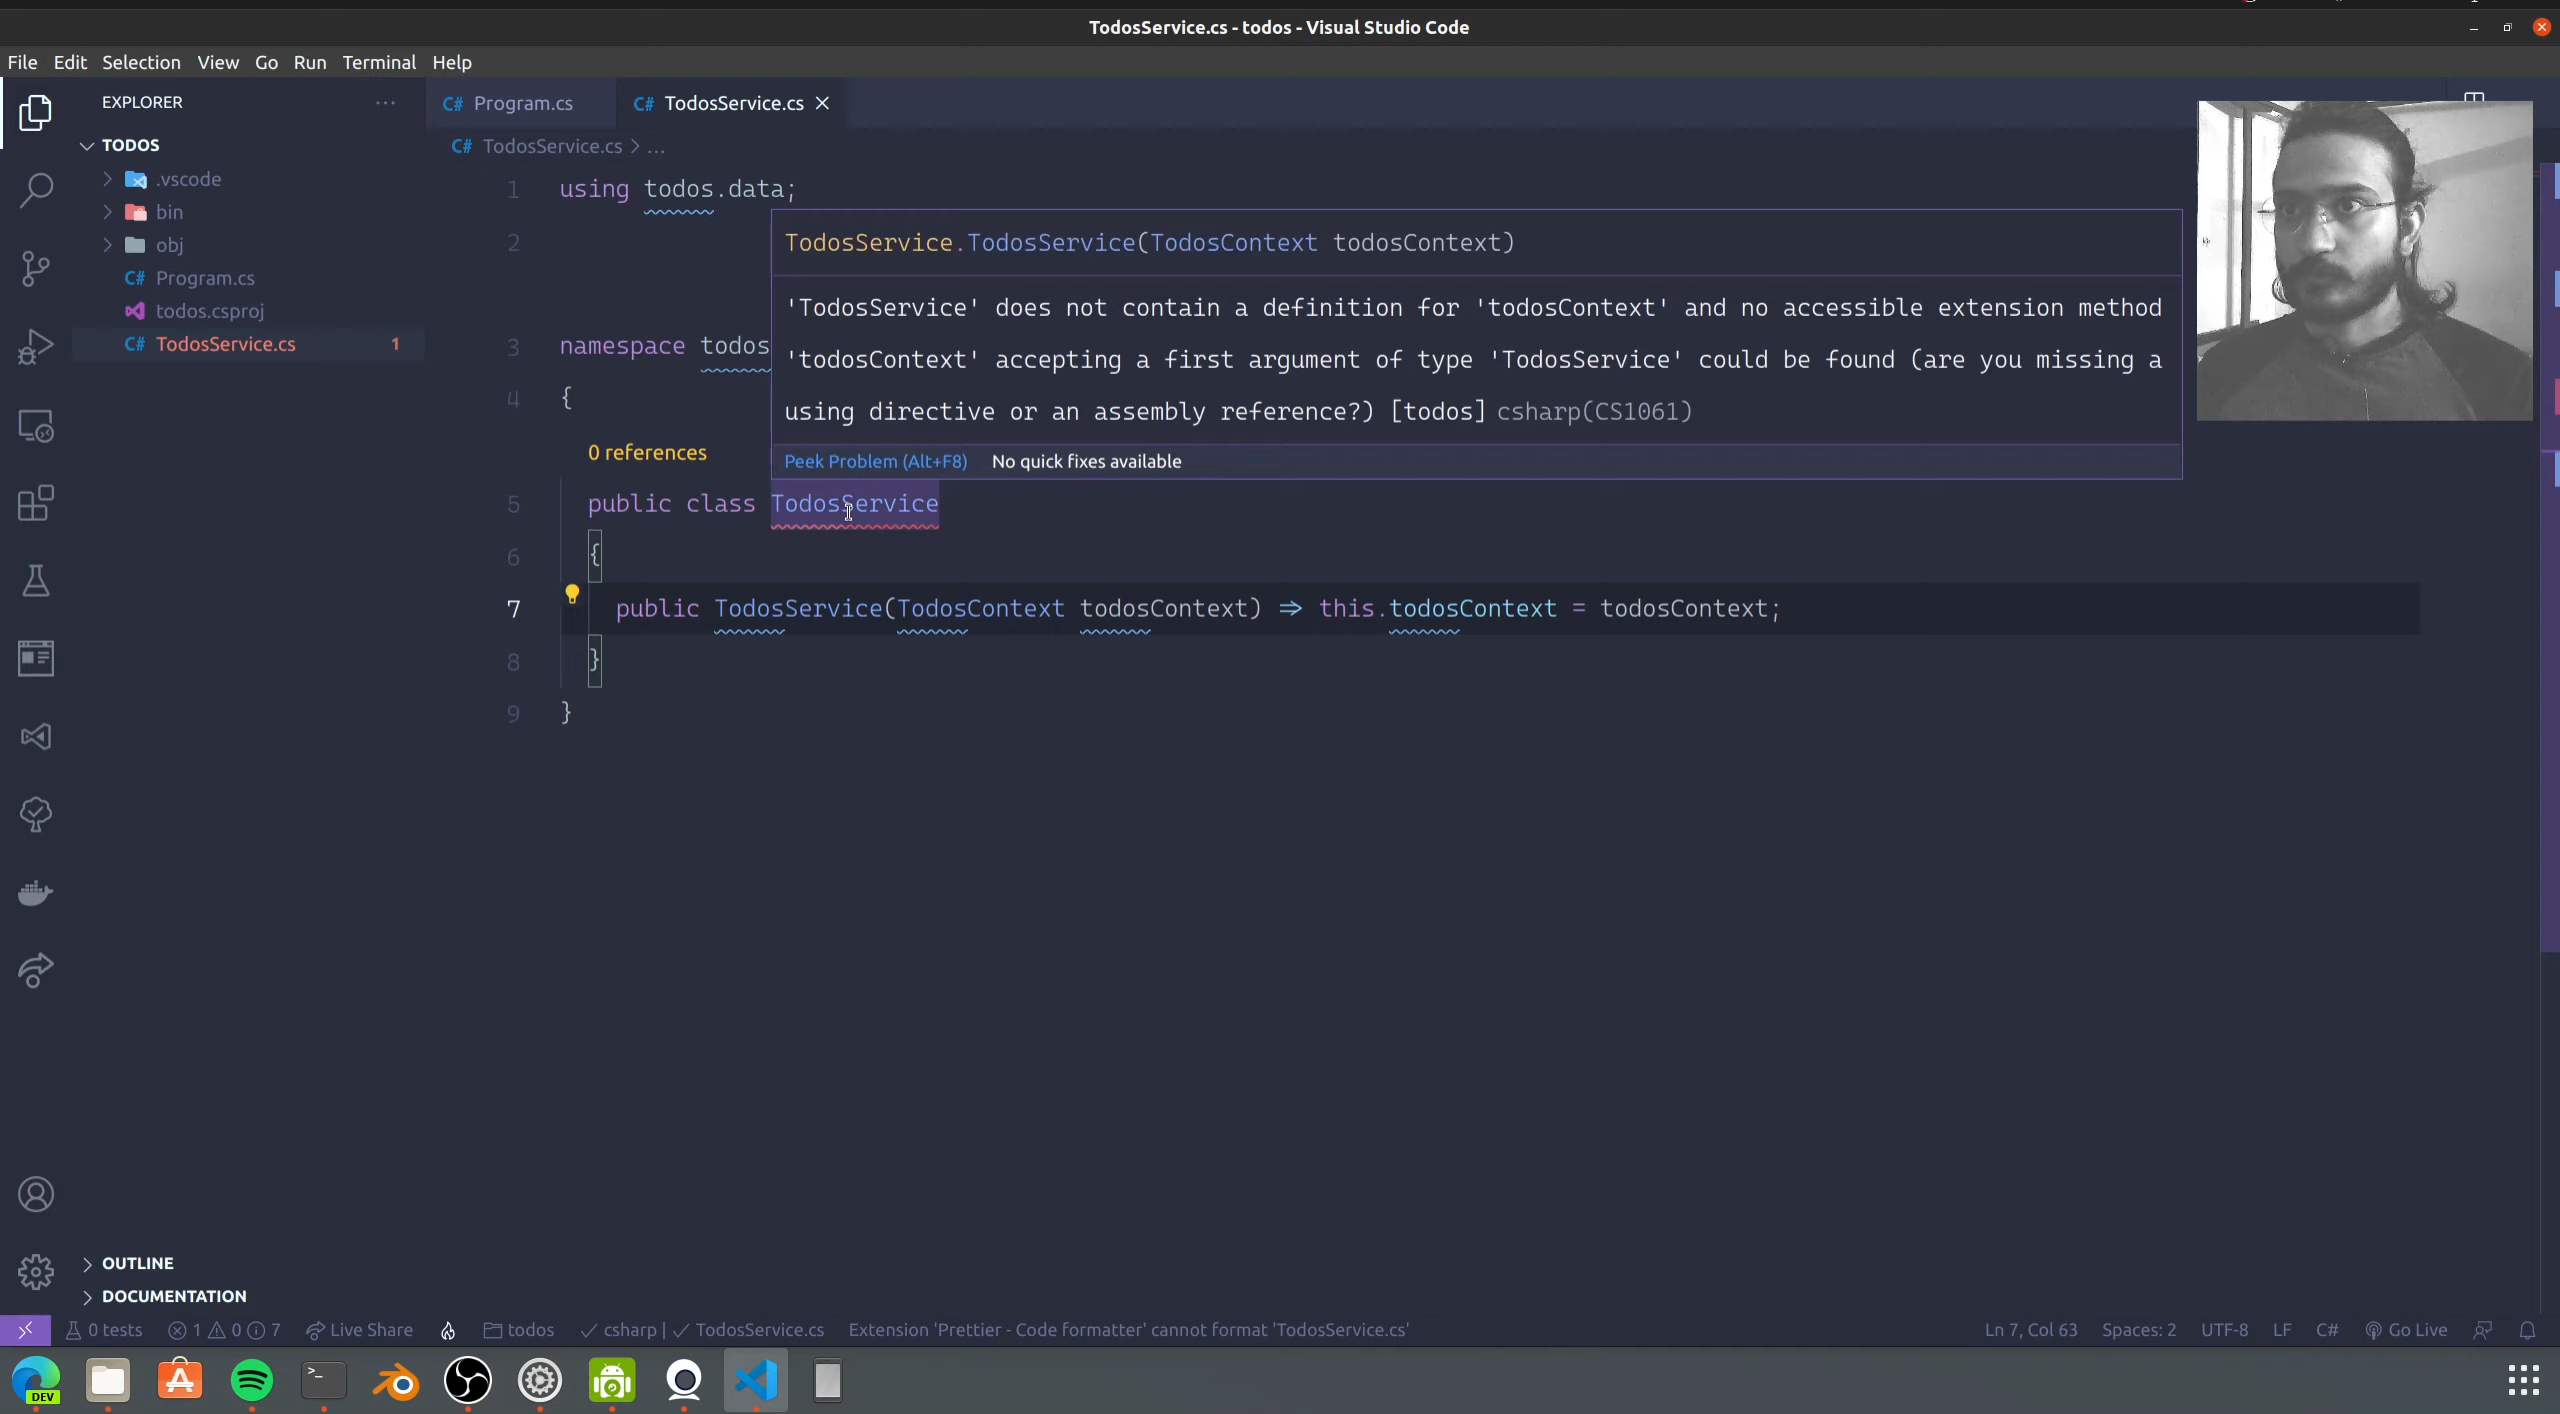 TodosService.cs - todos - Visual Studio Code
File Edit Selection View Go Run Terminal Help
EXPLORER ...
C# Program.cs
C# TodosService.cs
TODOS
.vscode
bin
obj
C# Program.cs
todos.csproj
C# TodosService.cs 1
C# TodosService.cs > ...
1 using todos.data;
2
TodosService.TodosService(TodosContext todosContext)
'TodosService' does not contain a definition for 'todosContext' and no accessible extension method
'todosContext' accepting a first argument of type 'TodosService' could be found (are you missing a
using directive or an assembly reference?) [todos] csharp(CS1061)
Peek Problem (Alt+F8) No quick fixes available
3 namespace todos
4 {
0 references
5 public class TodosService
6 {
7 public TodosService(TodosContext todosContext) => this.todosContext = todosContext;
8 }
9 }
OUTLINE
DOCUMENTATION
0 tests 1 0 7 Live Share todos csharp | TodosService.cs Extension 'Prettier - Code formatter' cannot format 'TodosService.cs' Ln 7, Col 63 Spaces: 2 UTF-8 LF C# Go Live
DEV